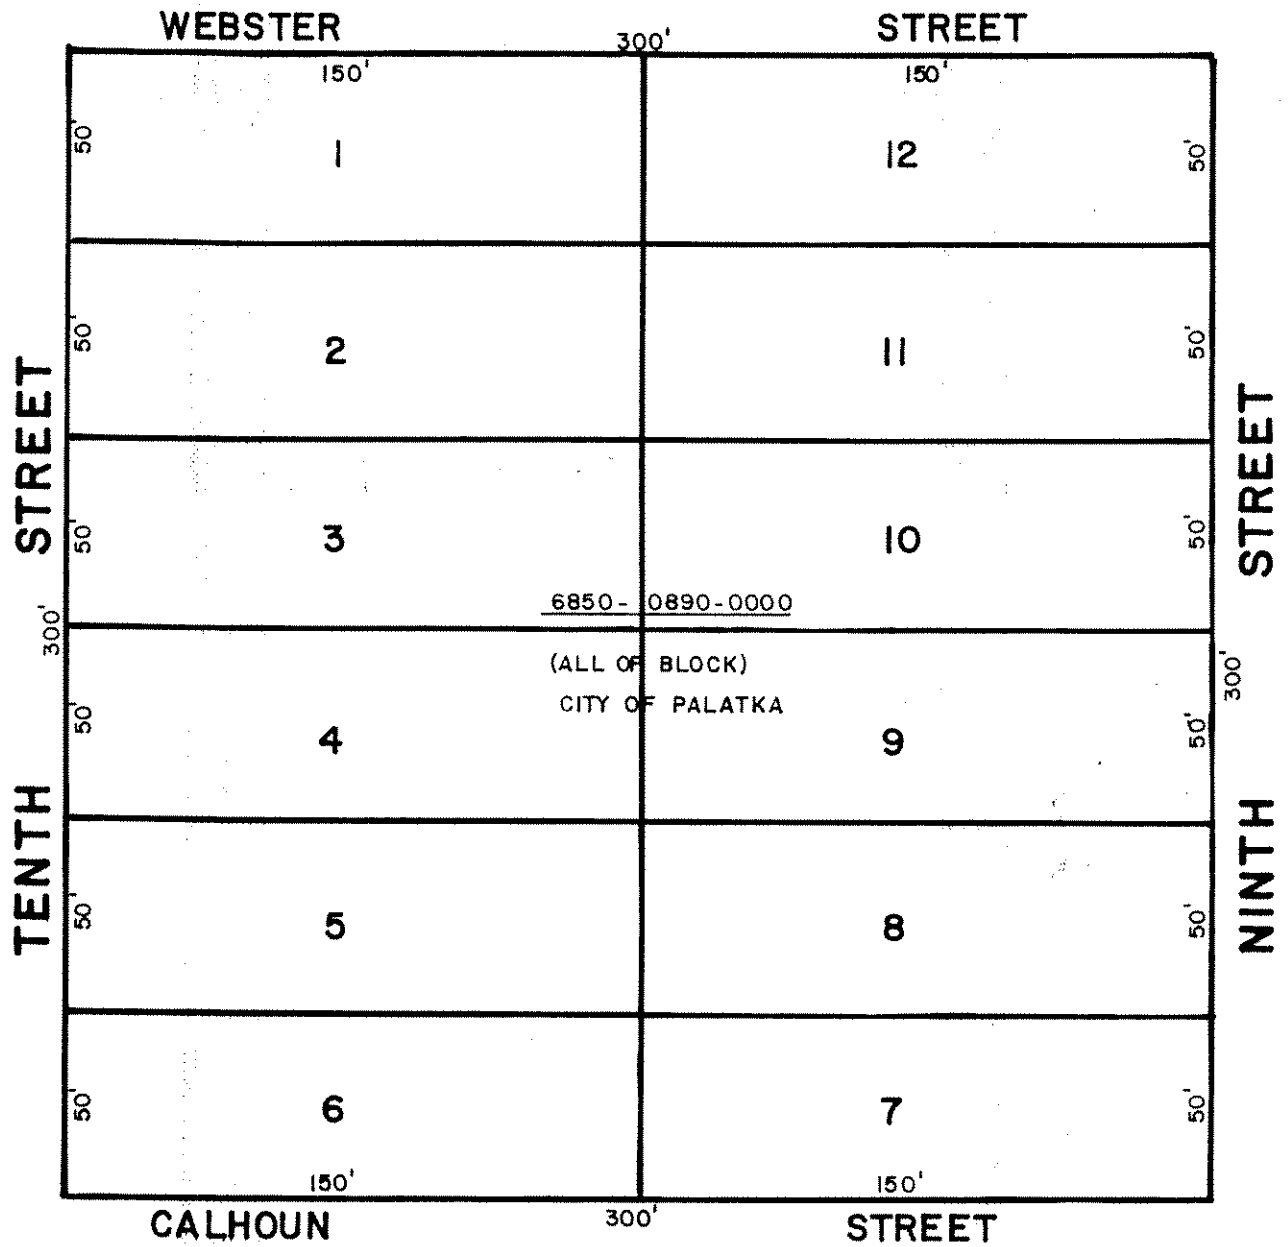 WEBSTER STREET
300'
150' 150'
50' 1 12 50'
50' 2 11 50'
STREET STREET
50' 3 10 50'
6850-0890-0000
300' 300'
(ALL OF BLOCK)
CITY OF PALATKA
50' 4 9 50'
TENTH NINTH
50' 5 8 50'
50' 6 7 50'
150' 150'
300'
CALHOUN STREET